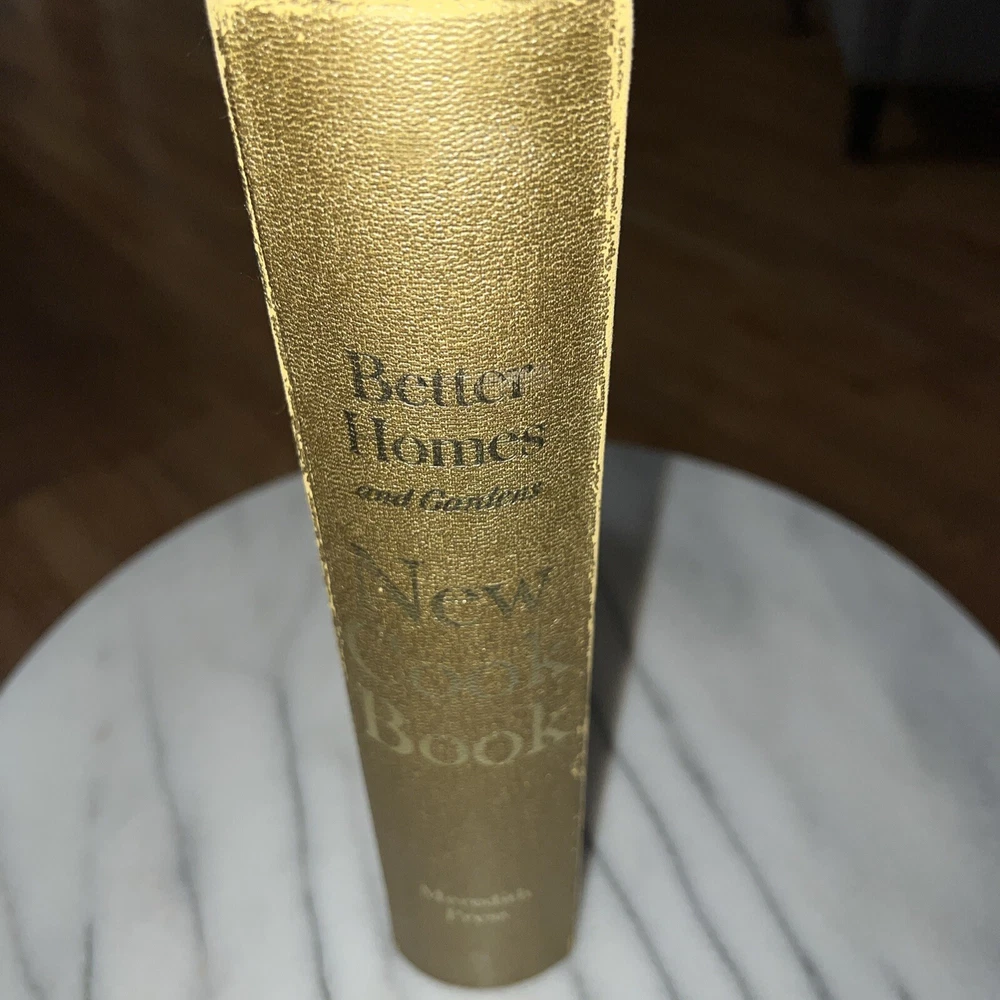 Better
Homes
and Gardens
New
Cook
Book
Meredith
Press